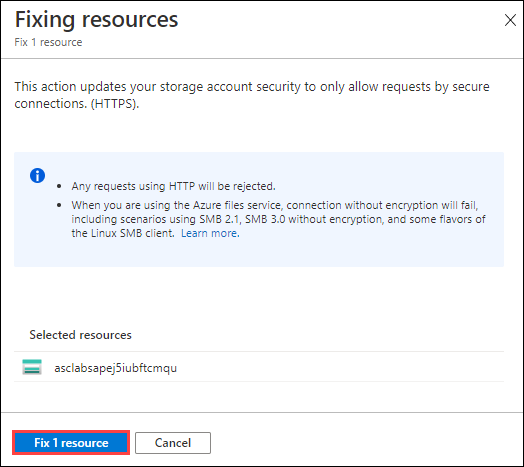 Fixing resources
Fix 1 resource
This action updates your storage account security to only allow requests by secure
connections. (HTTPS).
• Any requests using HTTP will be rejected.
• When you are using the Azure files service, connection without encryption will fail,
including scenarios using SMB 2.1, SMB 3.0 without encryption, and some flavors of
the Linux SMB client. Learn more.
Selected resources
asclabsapej5iubftcmqu
Fix 1 resource
Cancel